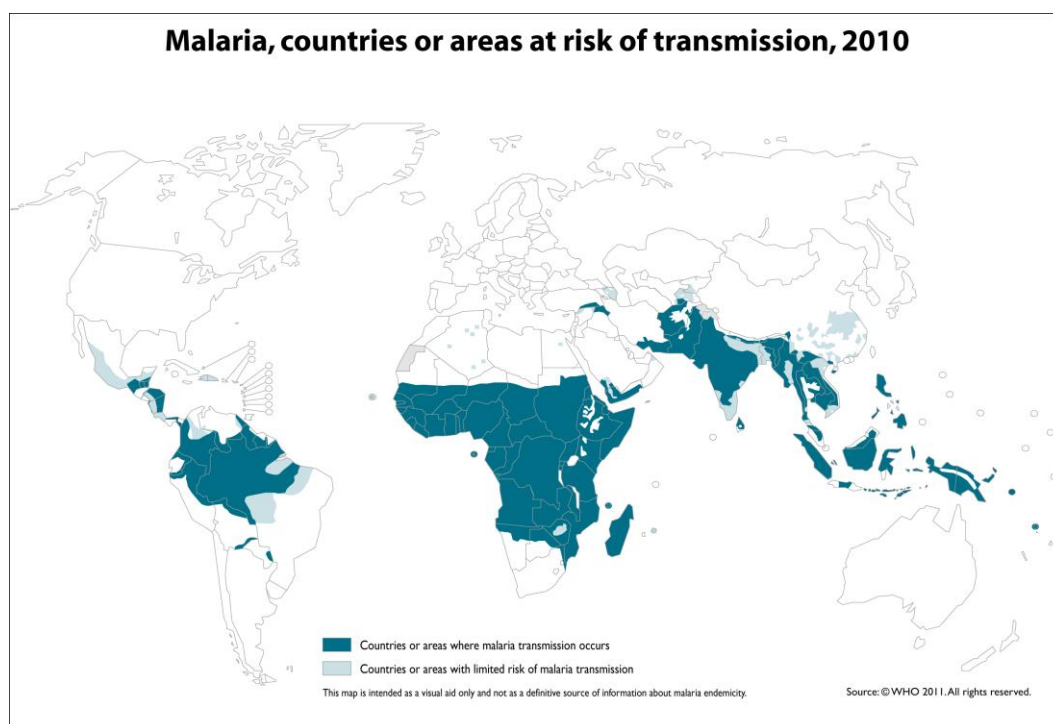 Malaria, countries or areas at risk of transmission, 2010
Countries or areas where malaria transmission occurs
Countries or areas with limited risk of malaria transmission
This map is intended as a visual aid only and not as a definitive source of information about malaria endemicity.
Source: © WHO 2011. All rights reserved.